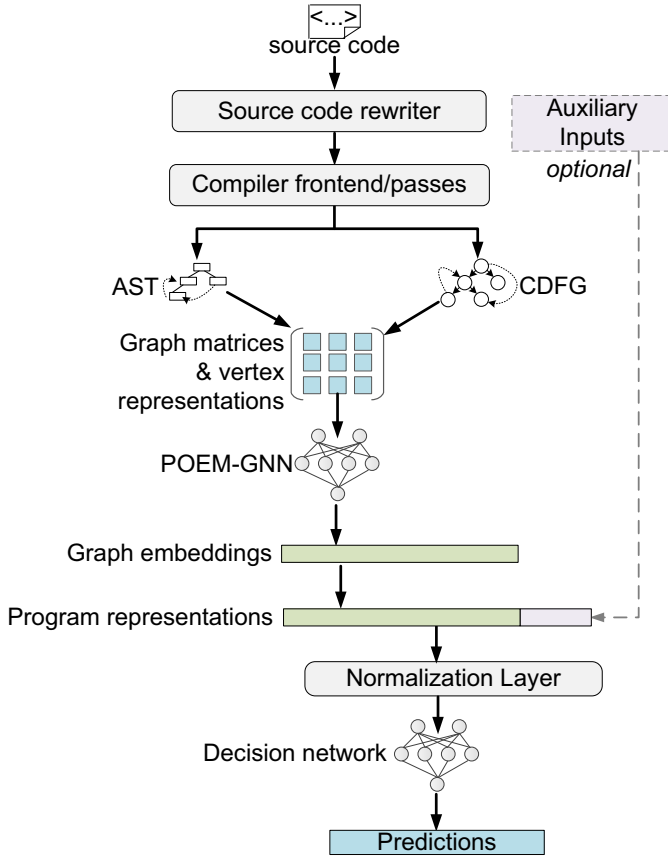 <...>
source code
Source code rewriter
Auxiliary
Inputs
optional
Compiler frontend/passes
AST
CDFG
Graph matrices
& vertex
representations
POEM-GNN
Graph embeddings
Program representations
Normalization Layer
Decision network
Predictions